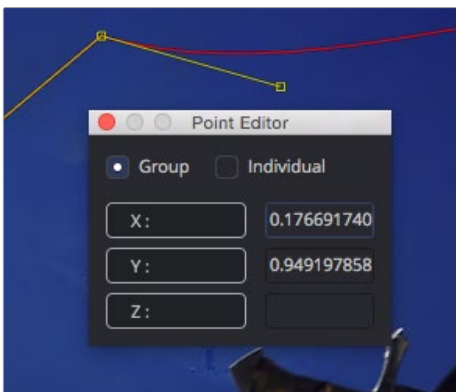 Point Editor
Group Individual
X: 0.176691740
Y: 0.949197858
Z: